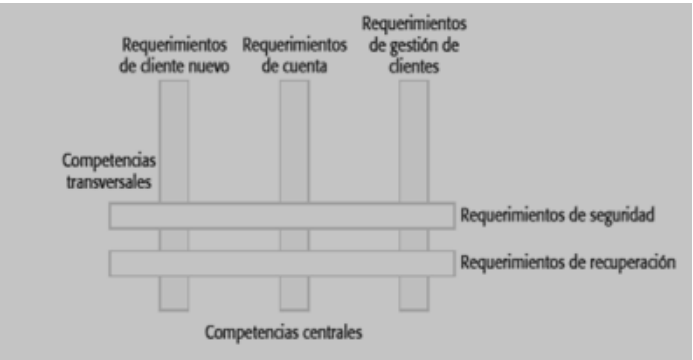 Requerimientos
de cliente nuevo
Requerimientos
de cuenta
Requerimientos
de gestión de
clientes
Competencias
transversales
Requerimientos de seguridad
Requerimientos de recuperación
Competencias centrales